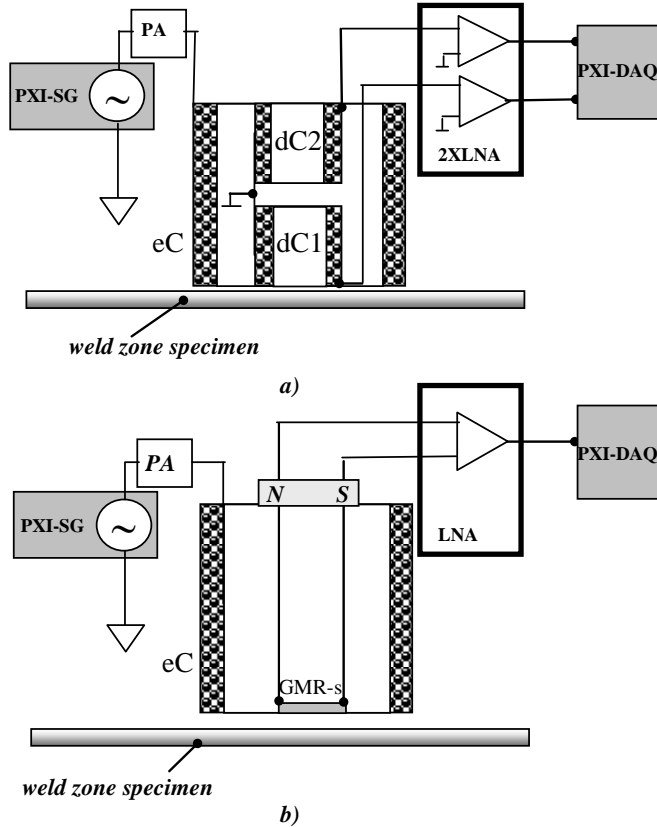 PA
PXI-SG
~
eC
dC2
dC1
2XLNA
PXI-DAQ
weld zone specimen
a)
PA
PXI-SG
~
N S
eC
GMR-s
LNA
PXI-DAQ
weld zone specimen
b)